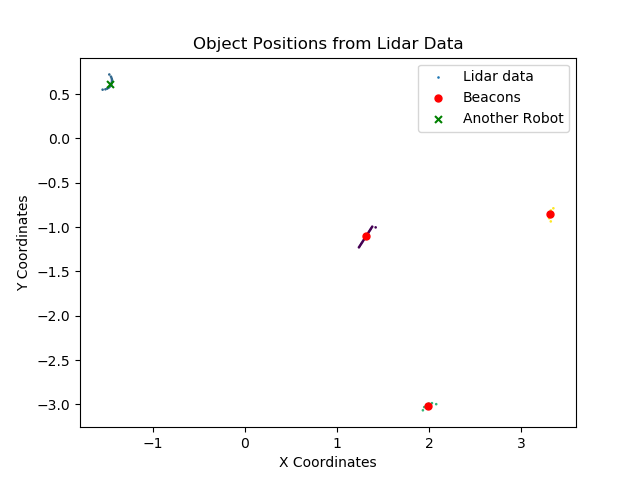 Object Positions from Lidar Data
Lidar data
Beacons
Another Robot
Y Coordinates
0.5
0.0
−0.5
−1.0
−1.5
−2.0
−2.5
−3.0
−1 0 1 2 3
X Coordinates